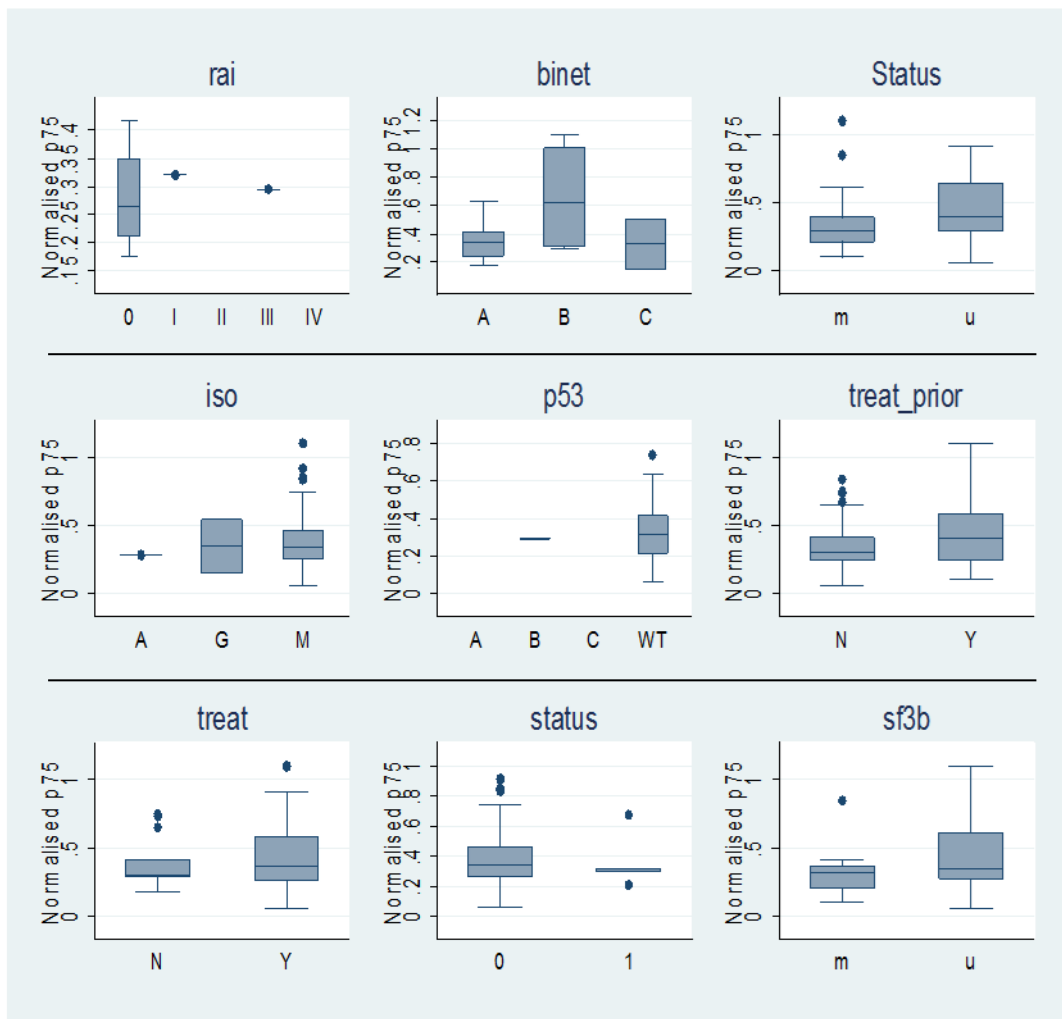 rai
Normalised p75
.15 .2 .25 .3 .35 .4
0 I II III IV
binet
Normalised p75
.2 .4 .6 .8 1 1.2
A B C
Status
Normalised p75
0 .5 1
m u
iso
Normalised p75
0 .5 1
A G M
p53
Normalised p75
0 .2 .4 .6 .8
A B C WT
treat_prior
Normalised p75
0 .5 1
N Y
treat
Normalised p75
0 .5 1
N Y
status
Normalised p75
0 .2 .4 .6 .8 1
0 1
sf3b
Normalised p75
0 .5 1
m u